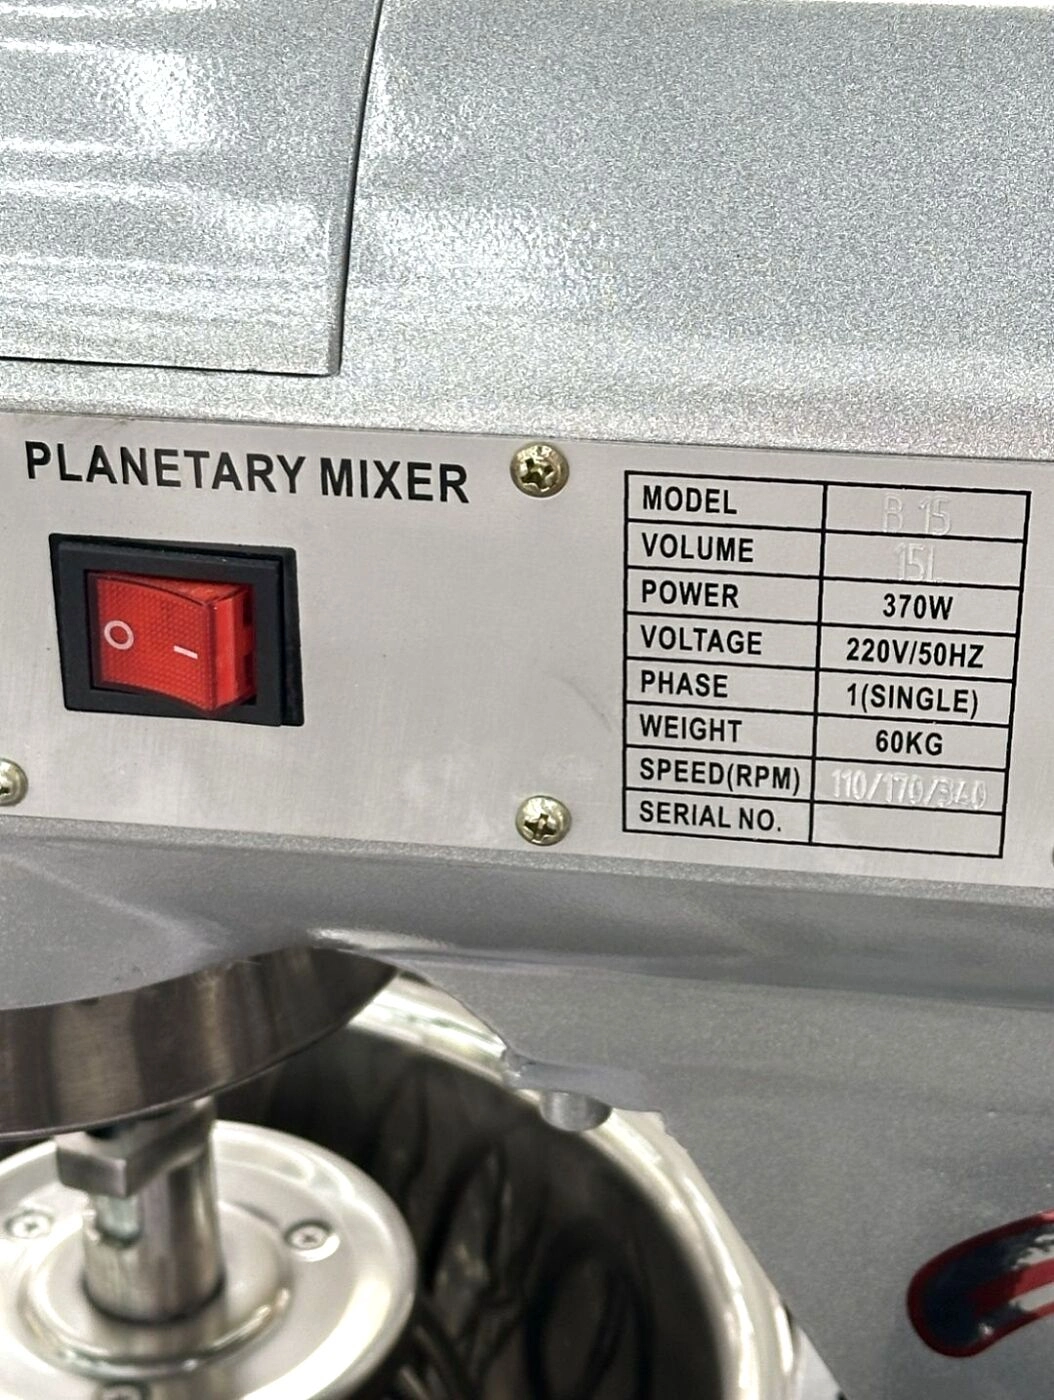 PLANETARY MIXER
O I
MODEL B 15
VOLUME 15L
POWER 370W
VOLTAGE 220V/50HZ
PHASE 1(SINGLE)
WEIGHT 60KG
SPEED(RPM) 110/170/340
SERIAL NO.